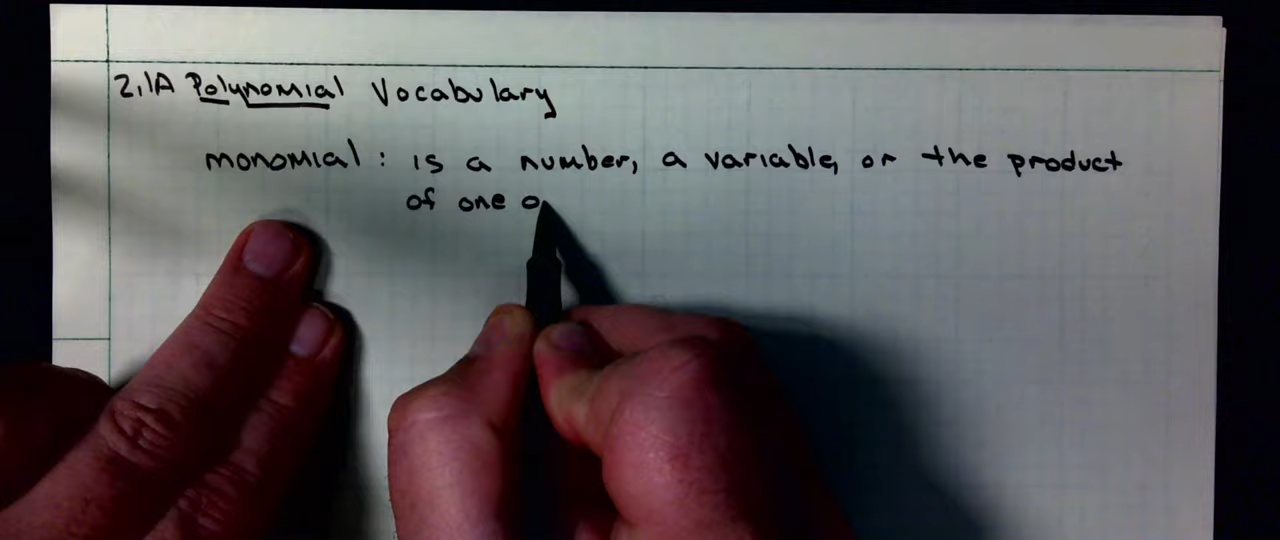 2.1A Polynomial Vocabulary
monomial: is a number, a variable, or the product
of one o